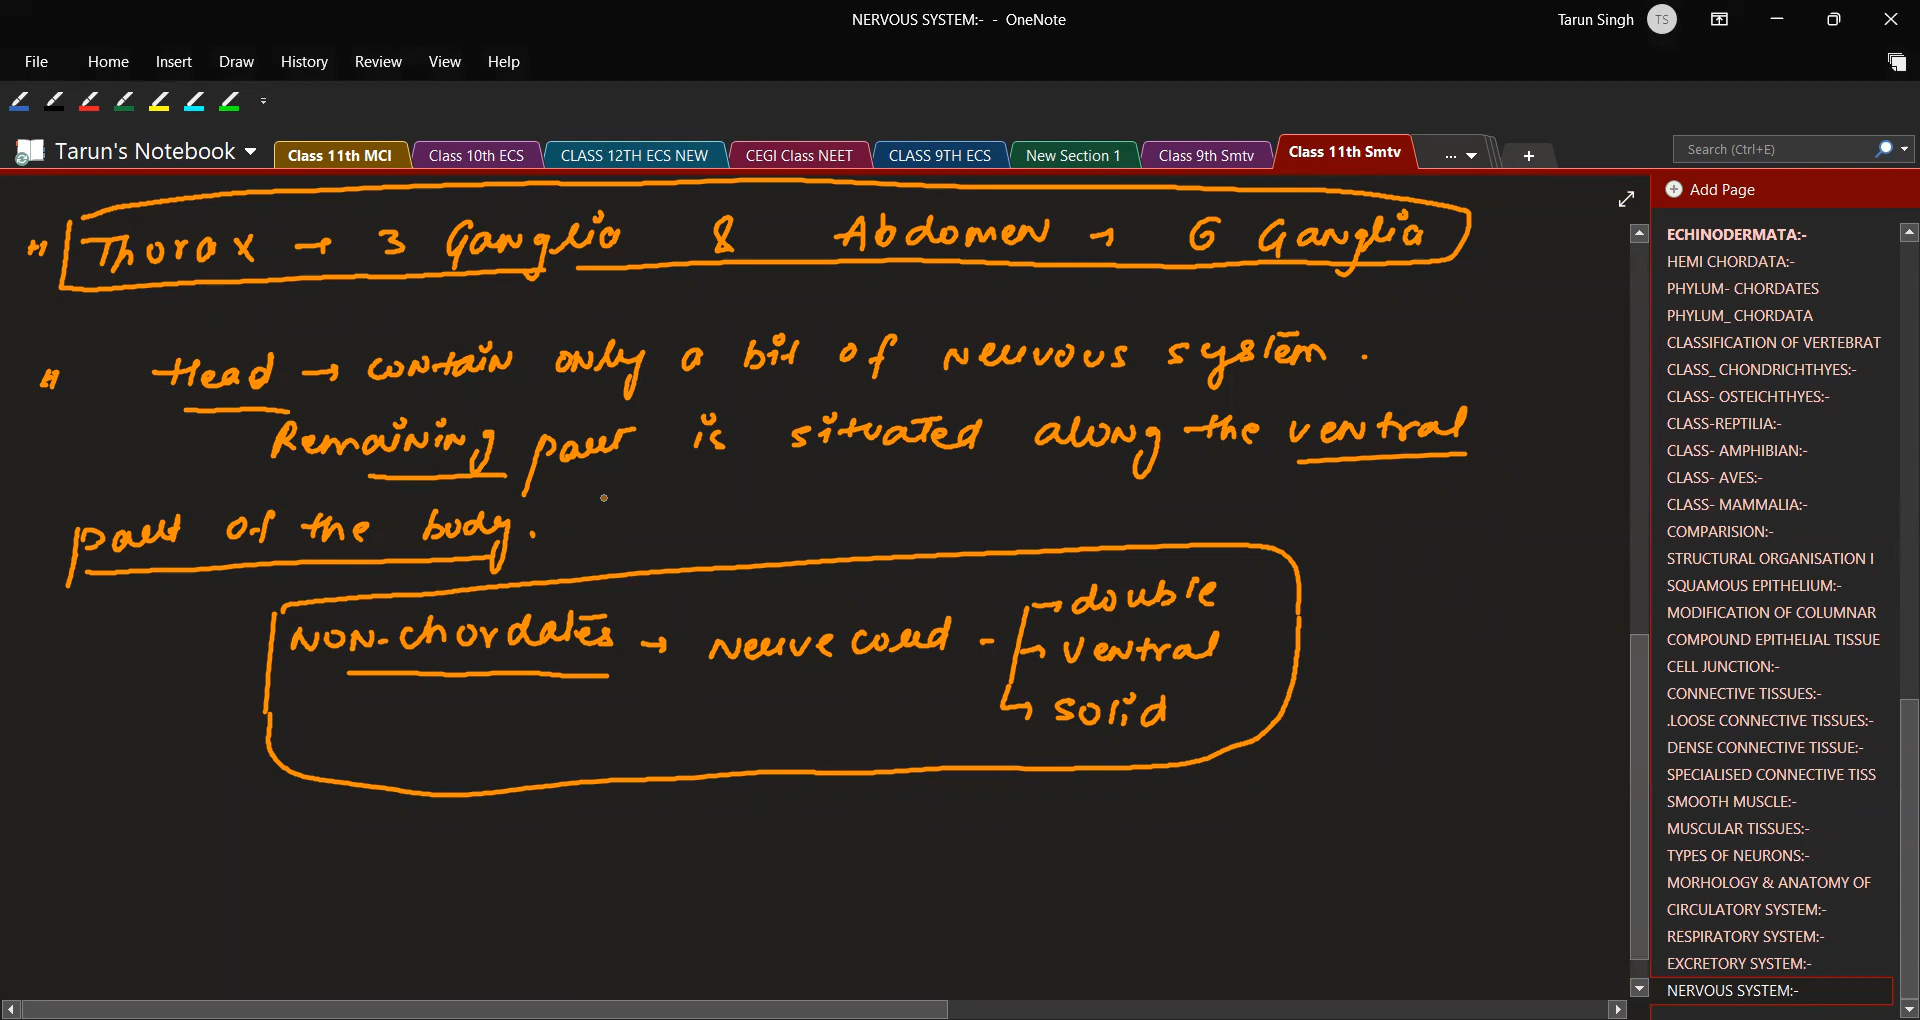 NERVOUS SYSTEM:- - OneNote
Tarun Singh TS
File Home Insert Draw History Review View Help
Tarun's Notebook
Class 11th MCI Class 10th ECS CLASS 12TH ECS NEW CEGI Class NEET CLASS 9TH ECS New Section 1 Class 9th Smtv Class 11th Smtv ... +
Search (Ctrl+E)
Thorax → 3 Ganglia & Abdomen → 6 Ganglia
Head → contain only a bit of nervous system.
Remaining part is situated along the ventral
part of the body.
NON-chordates → Nerve cord - → double
→ ventral
→ solid
Add Page
ECHINODERMATA:-
HEMI CHORDATA:-
PHYLUM- CHORDATES
PHYLUM_ CHORDATA
CLASSIFICATION OF VERTEBRAT
CLASS_ CHONDRICHTHYES:-
CLASS- OSTEICHTHYES:-
CLASS-REPTILIA:-
CLASS- AMPHIBIAN:-
CLASS- AVES:-
CLASS- MAMMALIA:-
COMPARISION:-
STRUCTURAL ORGANISATION I
SQUAMOUS EPITHELIUM:-
MODIFICATION OF COLUMNAR
COMPOUND EPITHELIAL TISSUE
CELL JUNCTION:-
CONNECTIVE TISSUES:-
.LOOSE CONNECTIVE TISSUES:-
DENSE CONNECTIVE TISSUE:-
SPECIALISED CONNECTIVE TISS
SMOOTH MUSCLE:-
MUSCULAR TISSUES:-
TYPES OF NEURONS:-
MORHOLOGY & ANATOMY OF
CIRCULATORY SYSTEM:-
RESPIRATORY SYSTEM:-
EXCRETORY SYSTEM:-
NERVOUS SYSTEM:-